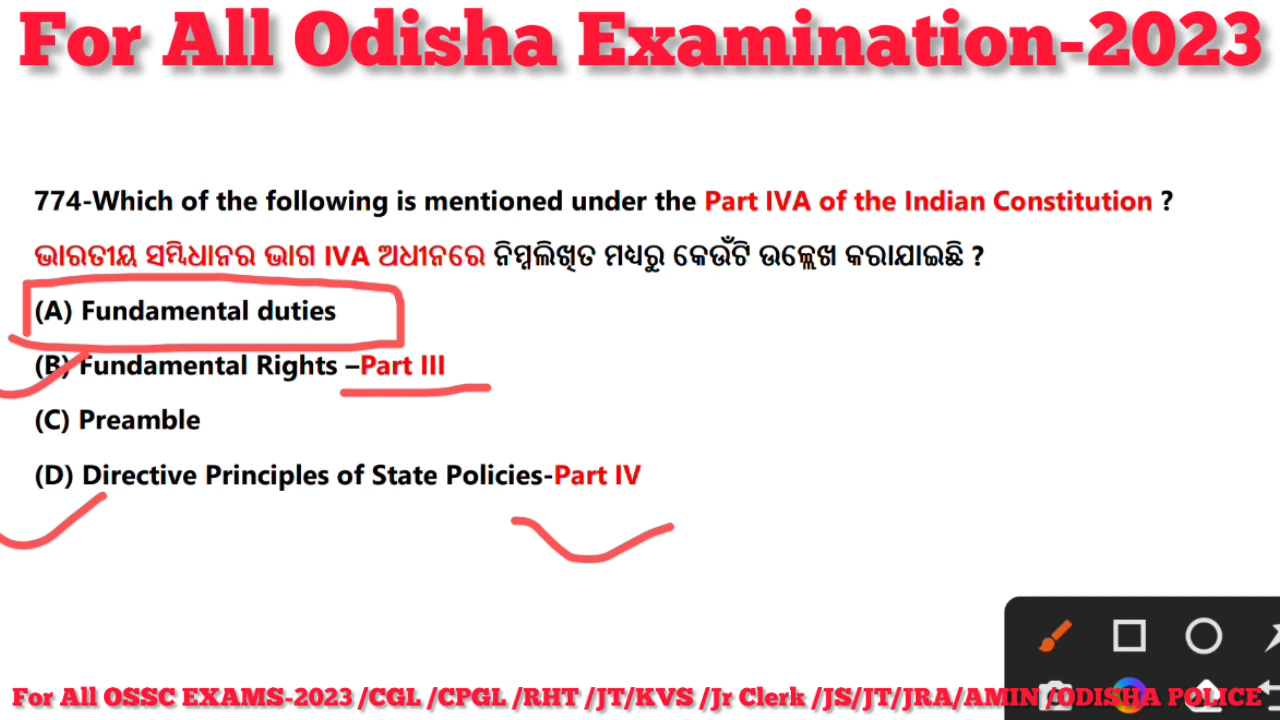 For All Odisha Examination-2023
774-Which of the following is mentioned under the Part IVA of the Indian Constitution ?
ଭାରତୀୟ ସମ୍ବିଧାନର ଭାଗ IVA ଅଧୀନରେ ନିମ୍ନଲିଖିତ ମଧ୍ୟରୁ କେଉଁଟି ଉଲ୍ଲେଖ କରାଯାଇଛି ?
(A) Fundamental duties
(B) Fundamental Rights –Part III
(C) Preamble
(D) Directive Principles of State Policies-Part IV
For All OSSC EXAMS-2023 /CGL /CPGL /RHT /JT/KVS /Jr Clerk /JS/JT/JRA/AMIN /ODISHA POLICE